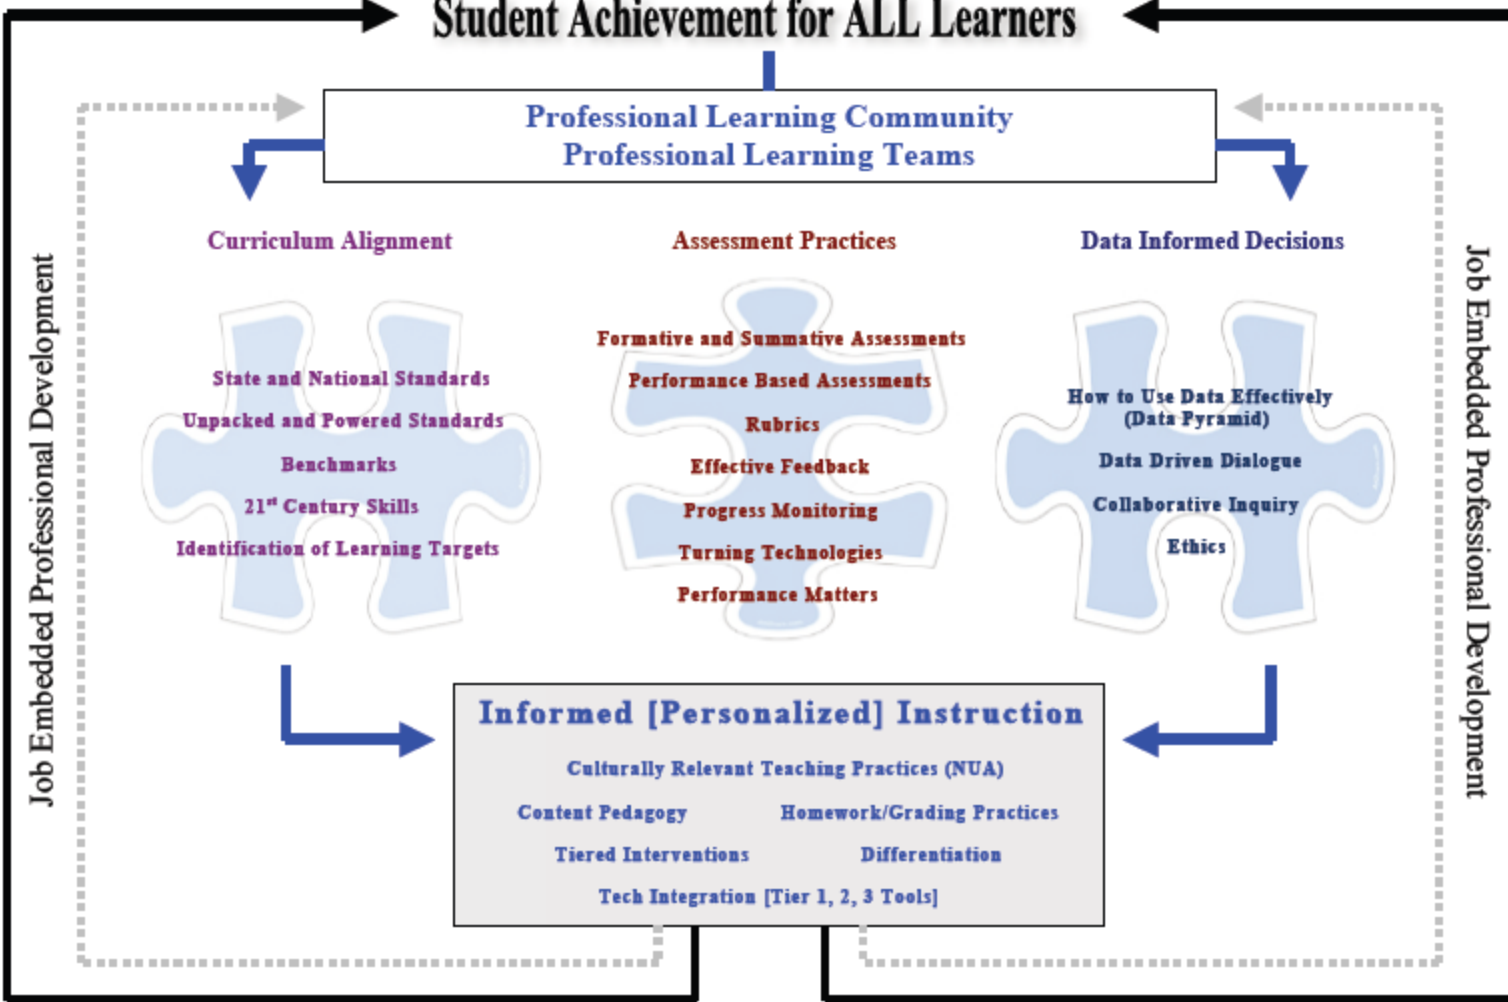 Student Achievement for ALL Learners
Professional Learning Community
Professional Learning Teams
Curriculum Alignment
State and National Standards
Unpacked and Powered Standards
Benchmarks
21st Century Skills
Identification of Learning Targets
Assessment Practices
Formative and Summative Assessments
Performance Based Assessments
Rubrics
Effective Feedback
Progress Monitoring
Turning Technologies
Performance Matters
Data Informed Decisions
How to Use Data Effectively
(Data Pyramid)
Data Driven Dialogue
Collaborative Inquiry
Ethics
Informed [Personalized] Instruction
Culturally Relevant Teaching Practices (NUA)
Content Pedagogy Homework/Grading Practices
Tiered Interventions Differentiation
Tech Integration [Tier 1, 2, 3 Tools]
Job Embedded Professional Development
Job Embedded Professional Development